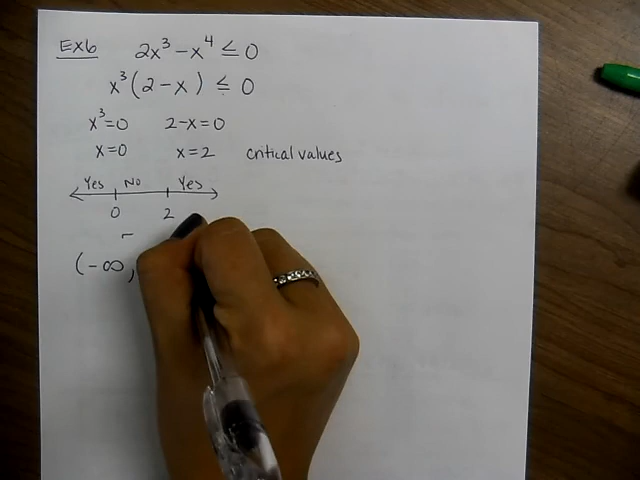 Ex6 2x³ - x⁴ ≤ 0
x³(2 - x) ≤ 0
x³=0 2-x=0
x=0 x=2 critical values
Yes No Yes
0 2
(-∞,